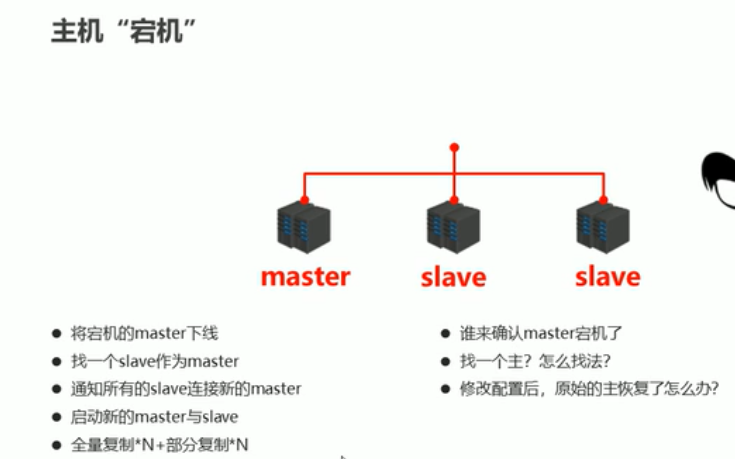 主机“宕机”
master
slave
slave
● 将宕机的master下线
● 找一个slave作为master
● 通知所有的slave连接新的master
● 启动新的master与slave
● 全量复制*N+部分复制*N
● 谁来确认master宕机了
● 找一个主？怎么找法？
● 修改配置后，原始的主恢复了怎么办？